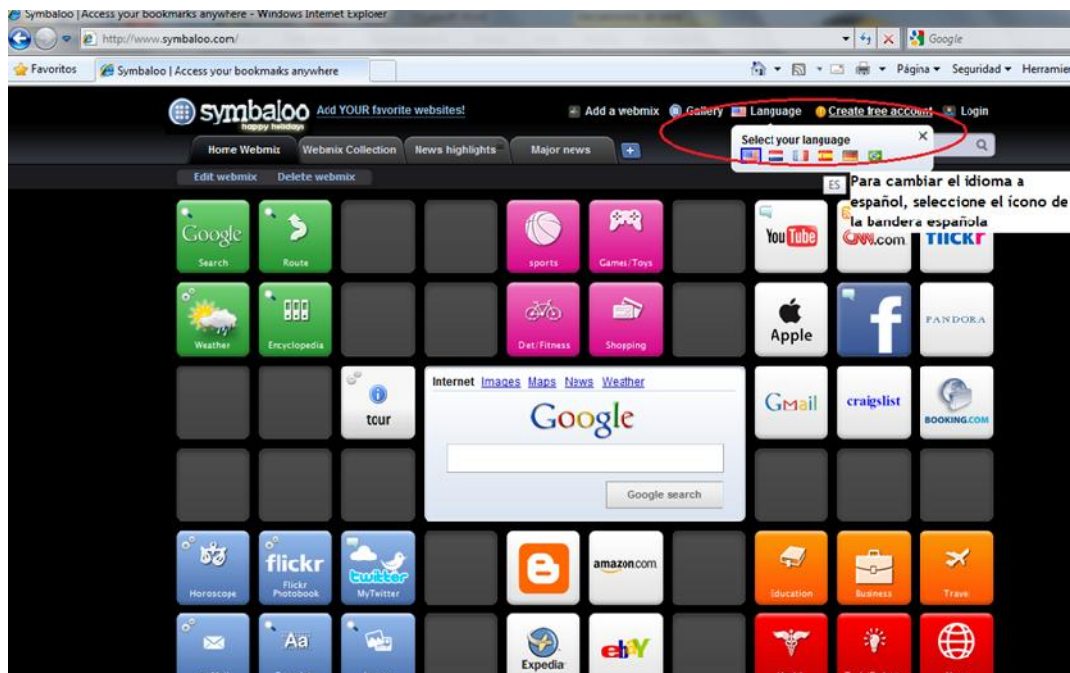 Symbaloo | Access your bookmarks anywhere - Windows Internet Explorer
http://www.symbaloo.com/
Google
Favoritos
Symbaloo | Access your bookmarks anywhere
Página
Seguridad
symbaloo
happy holidays
Add YOUR favorite websites!
Add a webmix
Gallery
Language
Create free account
Login
Home Webmix
Webmix Collection
News highlights
Major news
Select your language
Edit webmix
Delete webmix
ES
Para cambiar el idioma a
español, seleccione el ícono de
la bandera española
Google
Search
Route
sports
Games/Toys
YouTube
CNN.com
flickr
Weather
Encyclopedia
Diet/Fitness
Shopping
Apple
f
PANDORA
tour
Internet Images Maps News Weather
Google
Google search
GMail
craigslist
BOOKING.COM
Horoscope
flickr
Flickr
Photobook
twitter
MyTwitter
amazon.com
Education
Business
Travel
Aa
Expedia
ebay